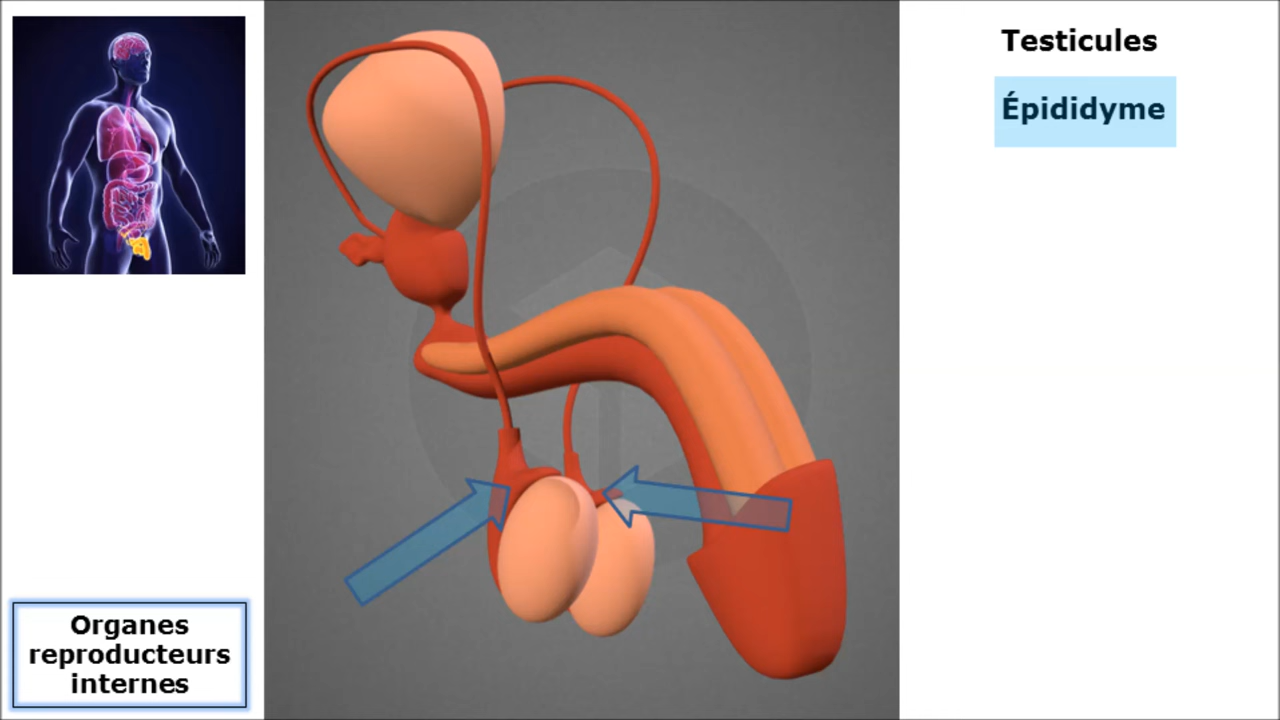 Testicules
Épididyme
Organes
reproducteurs
internes